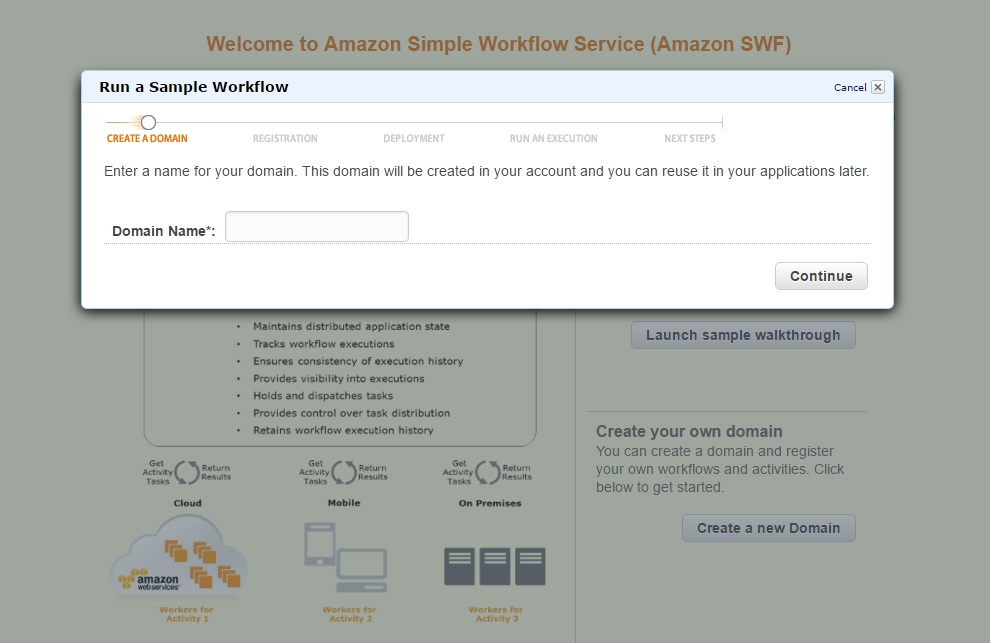 Welcome to Amazon Simple Workflow Service (Amazon SWF)
Run a Sample Workflow
Cancel
CREATE A DOMAIN
REGISTRATION
DEPLOYMENT
RUN AN EXECUTION
NEXT STEPS
Enter a name for your domain. This domain will be created in your account and you can reuse it in your applications later.
Domain Name*:
Continue
• Maintains distributed application state
• Tracks workflow executions
• Ensures consistency of execution history
• Provides visibility into executions
• Holds and dispatches tasks
• Provides control over task distribution
• Retains workflow execution history
Get
Activity
Tasks
Return
Results
Cloud
Get
Activity
Tasks
Return
Results
Mobile
Get
Activity
Tasks
Return
Results
On Premises
amazon
webservices
Workers for
Activity 1
Workers for
Activity 2
Workers for
Activity 3
Launch sample walkthrough
Create your own domain
You can create a domain and register
your own workflows and activities. Click
below to get started.
Create a new Domain